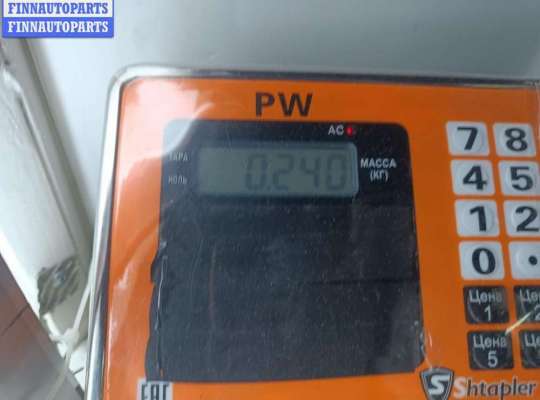 FINNAUTOPARTS
FINNAUTOPARTS
PW
AC
ТАРА
НОЛЬ
0.240
МАССА
(КГ)
7 8
4 5
1 2
0 .
Цена
1
Цена
5
EAC
S Shtapler